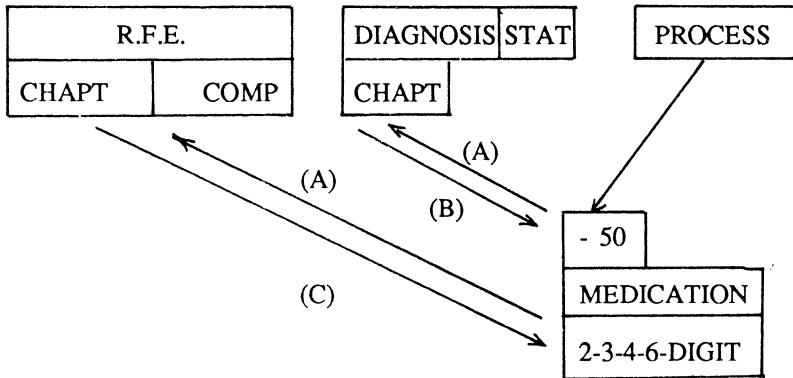 R.F.E.
DIAGNOSIS STAT
PROCESS
CHAPT COMP
CHAPT
(A)
(A)
(B)
- 50
(C)
MEDICATION
2-3-4-6-DIGIT